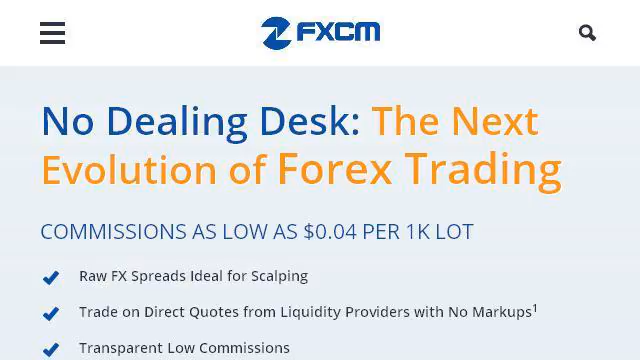 FXCM
No Dealing Desk: The Next
Evolution of Forex Trading
COMMISSIONS AS LOW AS $0.04 PER 1K LOT
Raw FX Spreads Ideal for Scalping
Trade on Direct Quotes from Liquidity Providers with No Markups¹
Transparent Low Commissions